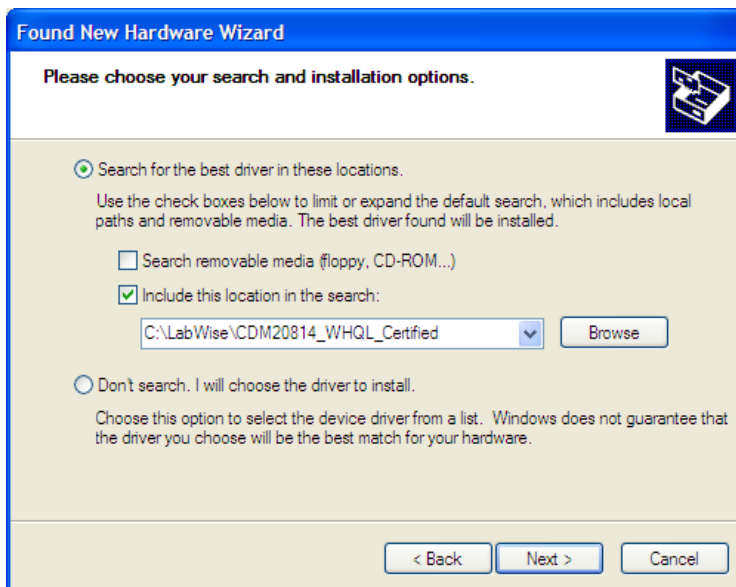 Found New Hardware Wizard
Please choose your search and installation options.
Search for the best driver in these locations.
Use the check boxes below to limit or expand the default search, which includes local
paths and removable media. The best driver found will be installed.
Search removable media (floppy, CD-ROM...)
Include this location in the search:
C:\LabWise\CDM20814_WHQL_Certified
Browse
Don't search. I will choose the driver to install.
Choose this option to select the device driver from a list.  Windows does not guarantee that
the driver you choose will be the best match for your hardware.
< Back
Next >
Cancel